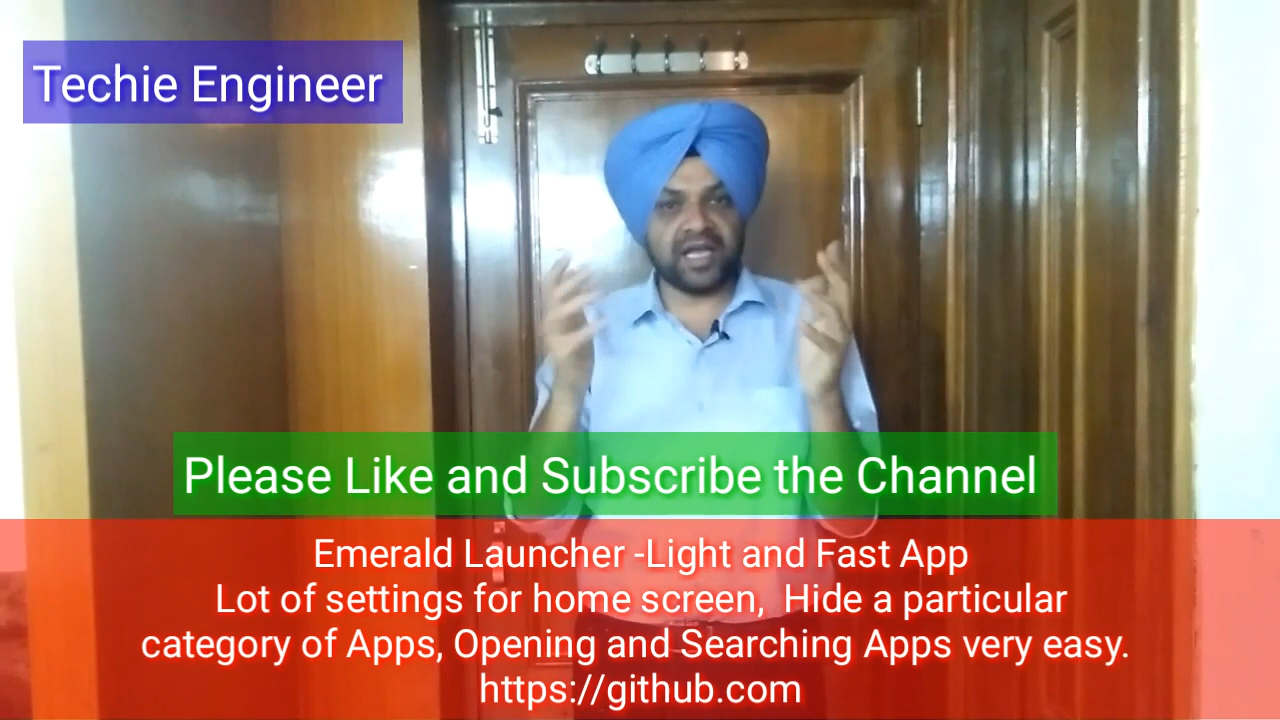 Techie Engineer
Please Like and Subscribe the Channel
Emerald Launcher -Light and Fast App
Lot of settings for home screen,  Hide a particular
category of Apps, Opening and Searching Apps very easy.
https://github.com